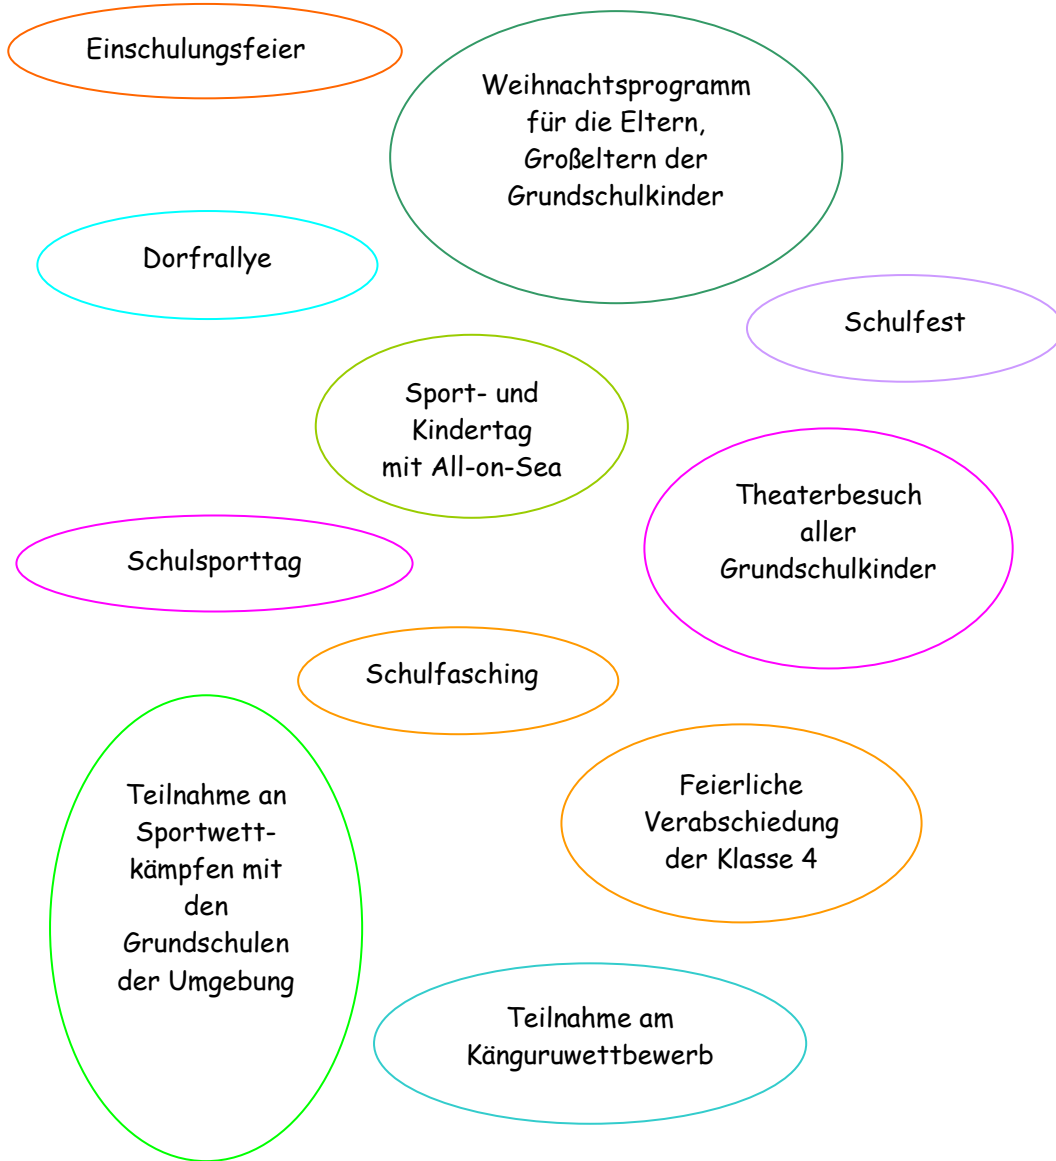 Einschulungsfeier
Weihnachtsprogramm
für die Eltern,
Großeltern der
Grundschulkinder
Dorfrallye
Schulfest
Sport- und
Kindertag
mit All-on-Sea
Theaterbesuch
aller
Grundschulkinder
Schulsporttag
Schulfasching
Teilnahme an
Sportwett-
kämpfen mit
den
Grundschulen
der Umgebung
Feierliche
Verabschiedung
der Klasse 4
Teilnahme am
Känguruwettbewerb